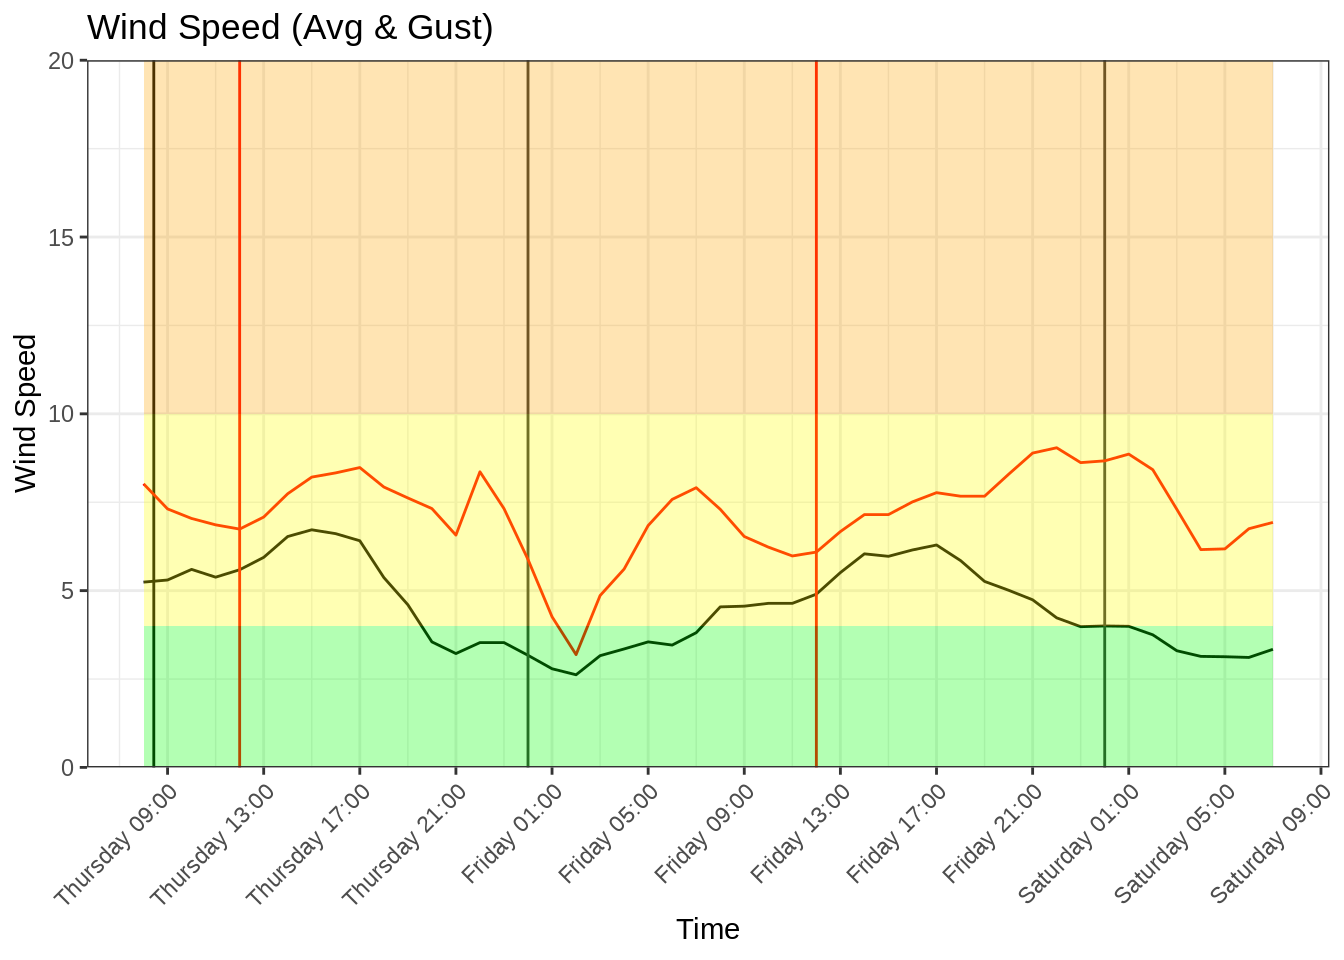 Wind Speed (Avg & Gust)
20
15
10
5
0
Wind Speed
Thursday 09:00
Thursday 13:00
Thursday 17:00
Thursday 21:00
Friday 01:00
Friday 05:00
Friday 09:00
Friday 13:00
Friday 17:00
Friday 21:00
Saturday 01:00
Saturday 05:00
Saturday 09:00
Time